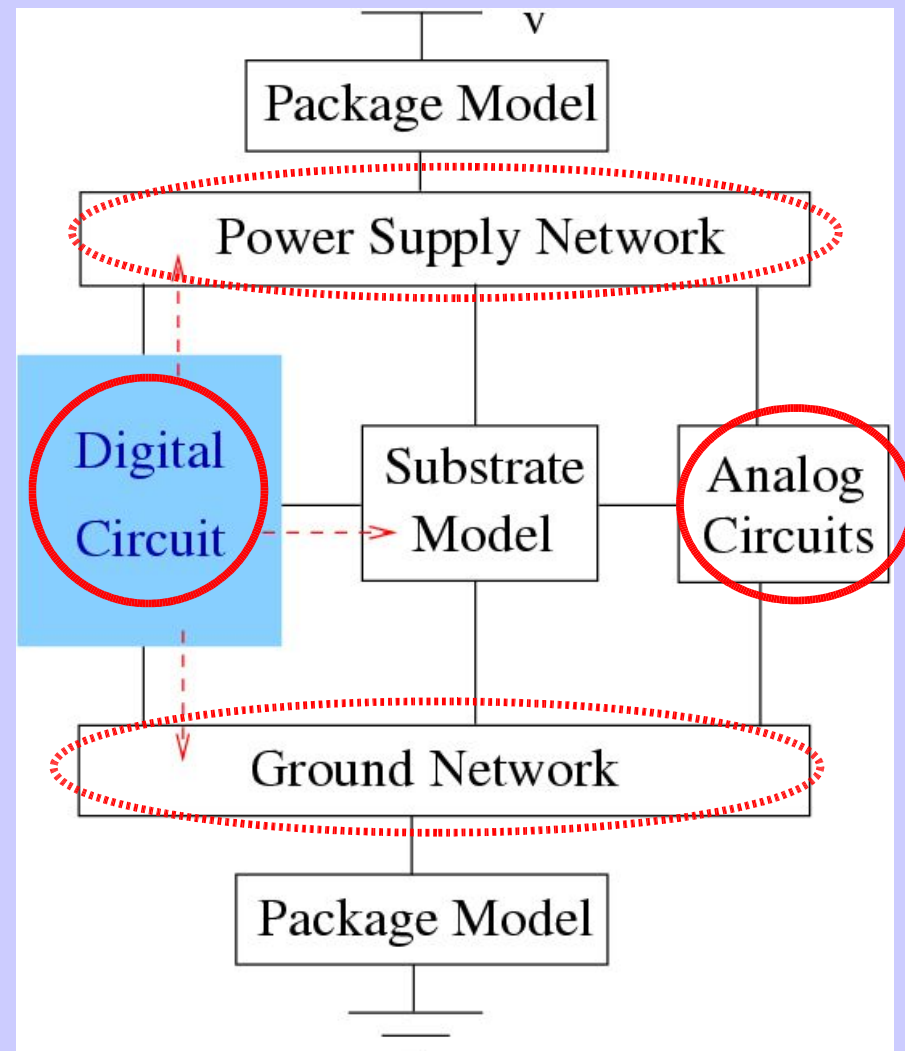 V
Package Model
Power Supply Network
Digital
Circuit
Substrate
Model
Analog
Circuits
Ground Network
Package Model